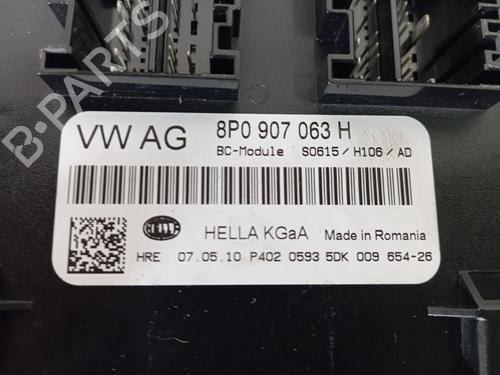 B-PARTS
VW AG
8P0 907 063 H
BC-Module S0615 / H106 / AD
HELLA
HELLA KGaA Made in Romania
HRE 07.05.10 P402 0593 5DK 009 654-26